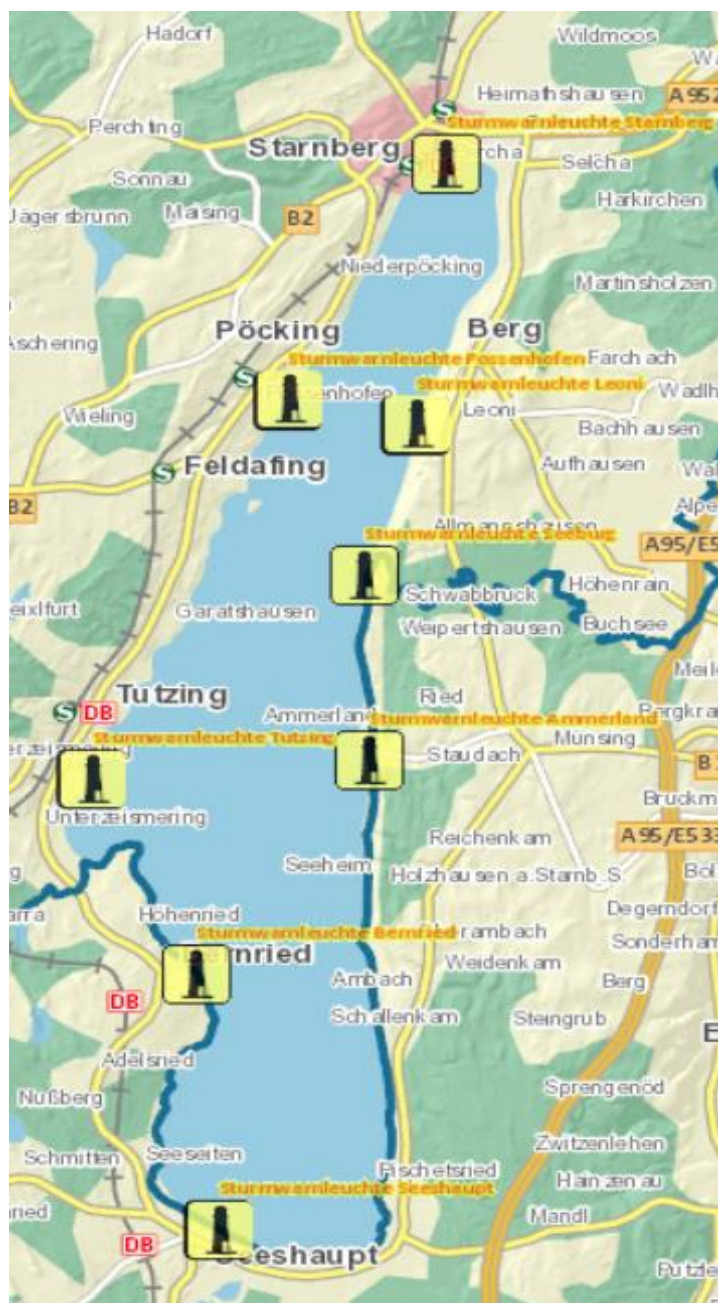 Hadorf
Wildmoos
Heimathshausen
A 952
Sturmwarnleuchte Starnberg
Perchting
Starnberg
Selcha
Sonnau
Harkirchen
Jägersbrunn
Maising
B2
Niederpöcking
Martinsholzen
Aschering
Pöcking
Berg
Sturmwarnleuchte Possenhofen
Farchach
Sturmwarnleuchte Leoni
Wieling
Leoni
Bachhausen
Feldafing
Aufhausen
B2
Allmannshausen
Sturmwarnleuchte Seeburg
A95/E5
Höhenrain
Schwabbruck
Garatshausen
Weipertshausen
Buchsee
Tutzing
Ried
DB
Ammerland
Sturmwarnleuchte Ammerland
Sturmwarnleuchte Tutzing
Münsing
Staudach
Unterzeismering
Reichenkam
A 95/E533
Seeheim
Holzhausen a.Starnb.S.
Höhenried
Degerndorf
Sturmwarnleuchte Bernried
Weidenkam
Ambach
Berg
DB
Schallenkam
Steingrub
Adelsried
Sprengenöd
Nußberg
Zwitzenlehen
Schmitten
Seeseiten
Pischetsried
Hainzenau
Sturmwarnleuchte Seeshaupt
Mandl
DB
Seeshaupt